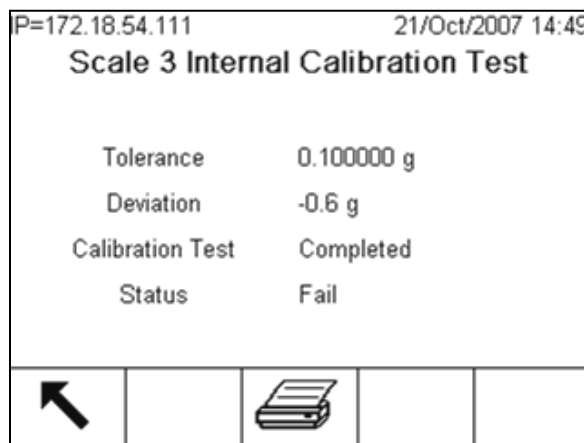 IP=172.18.54.111 21/Oct/2007 14:49
Scale 3 Internal Calibration Test
Tolerance 0.100000 g
Deviation -0.6 g
Calibration Test Completed
Status Fail